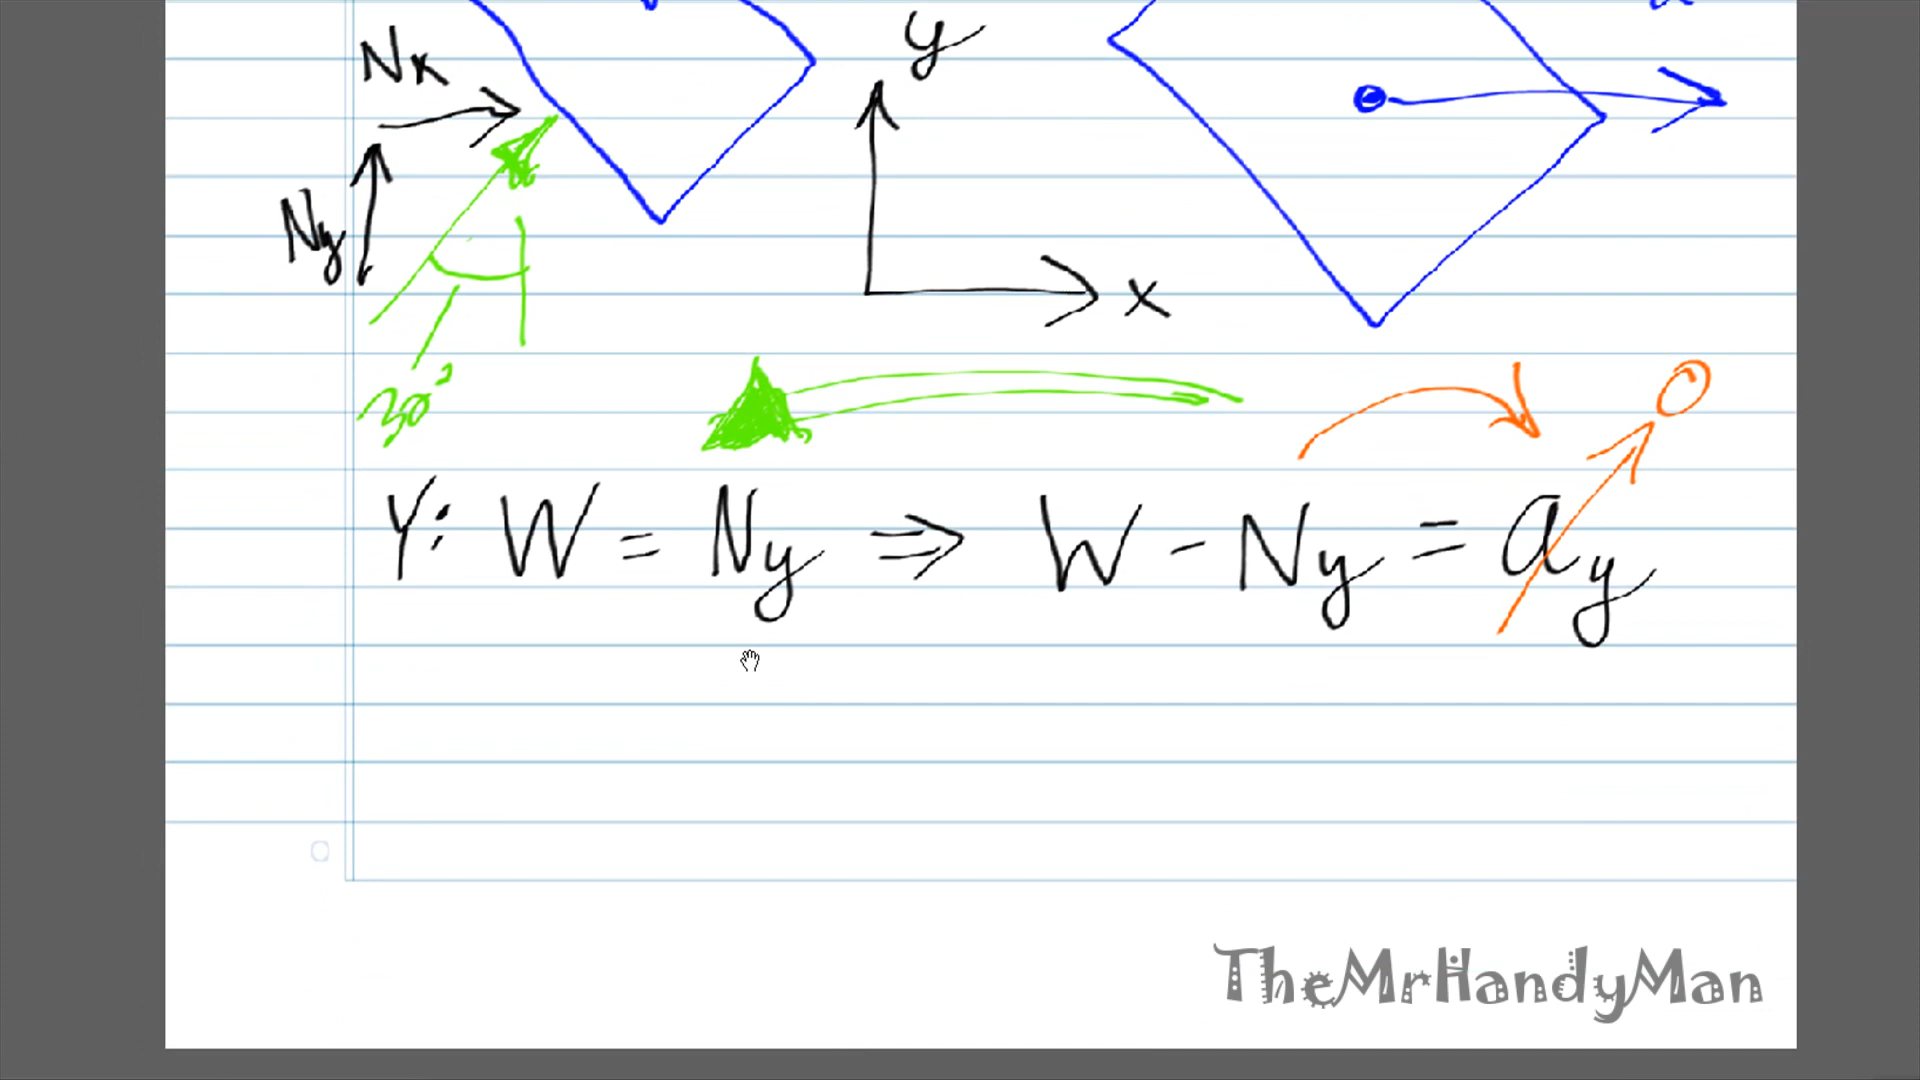 y
Nx
Ny
x
30°
0
Y: W = Ny ⇒ W - Ny = ay
TheMrHandyMan